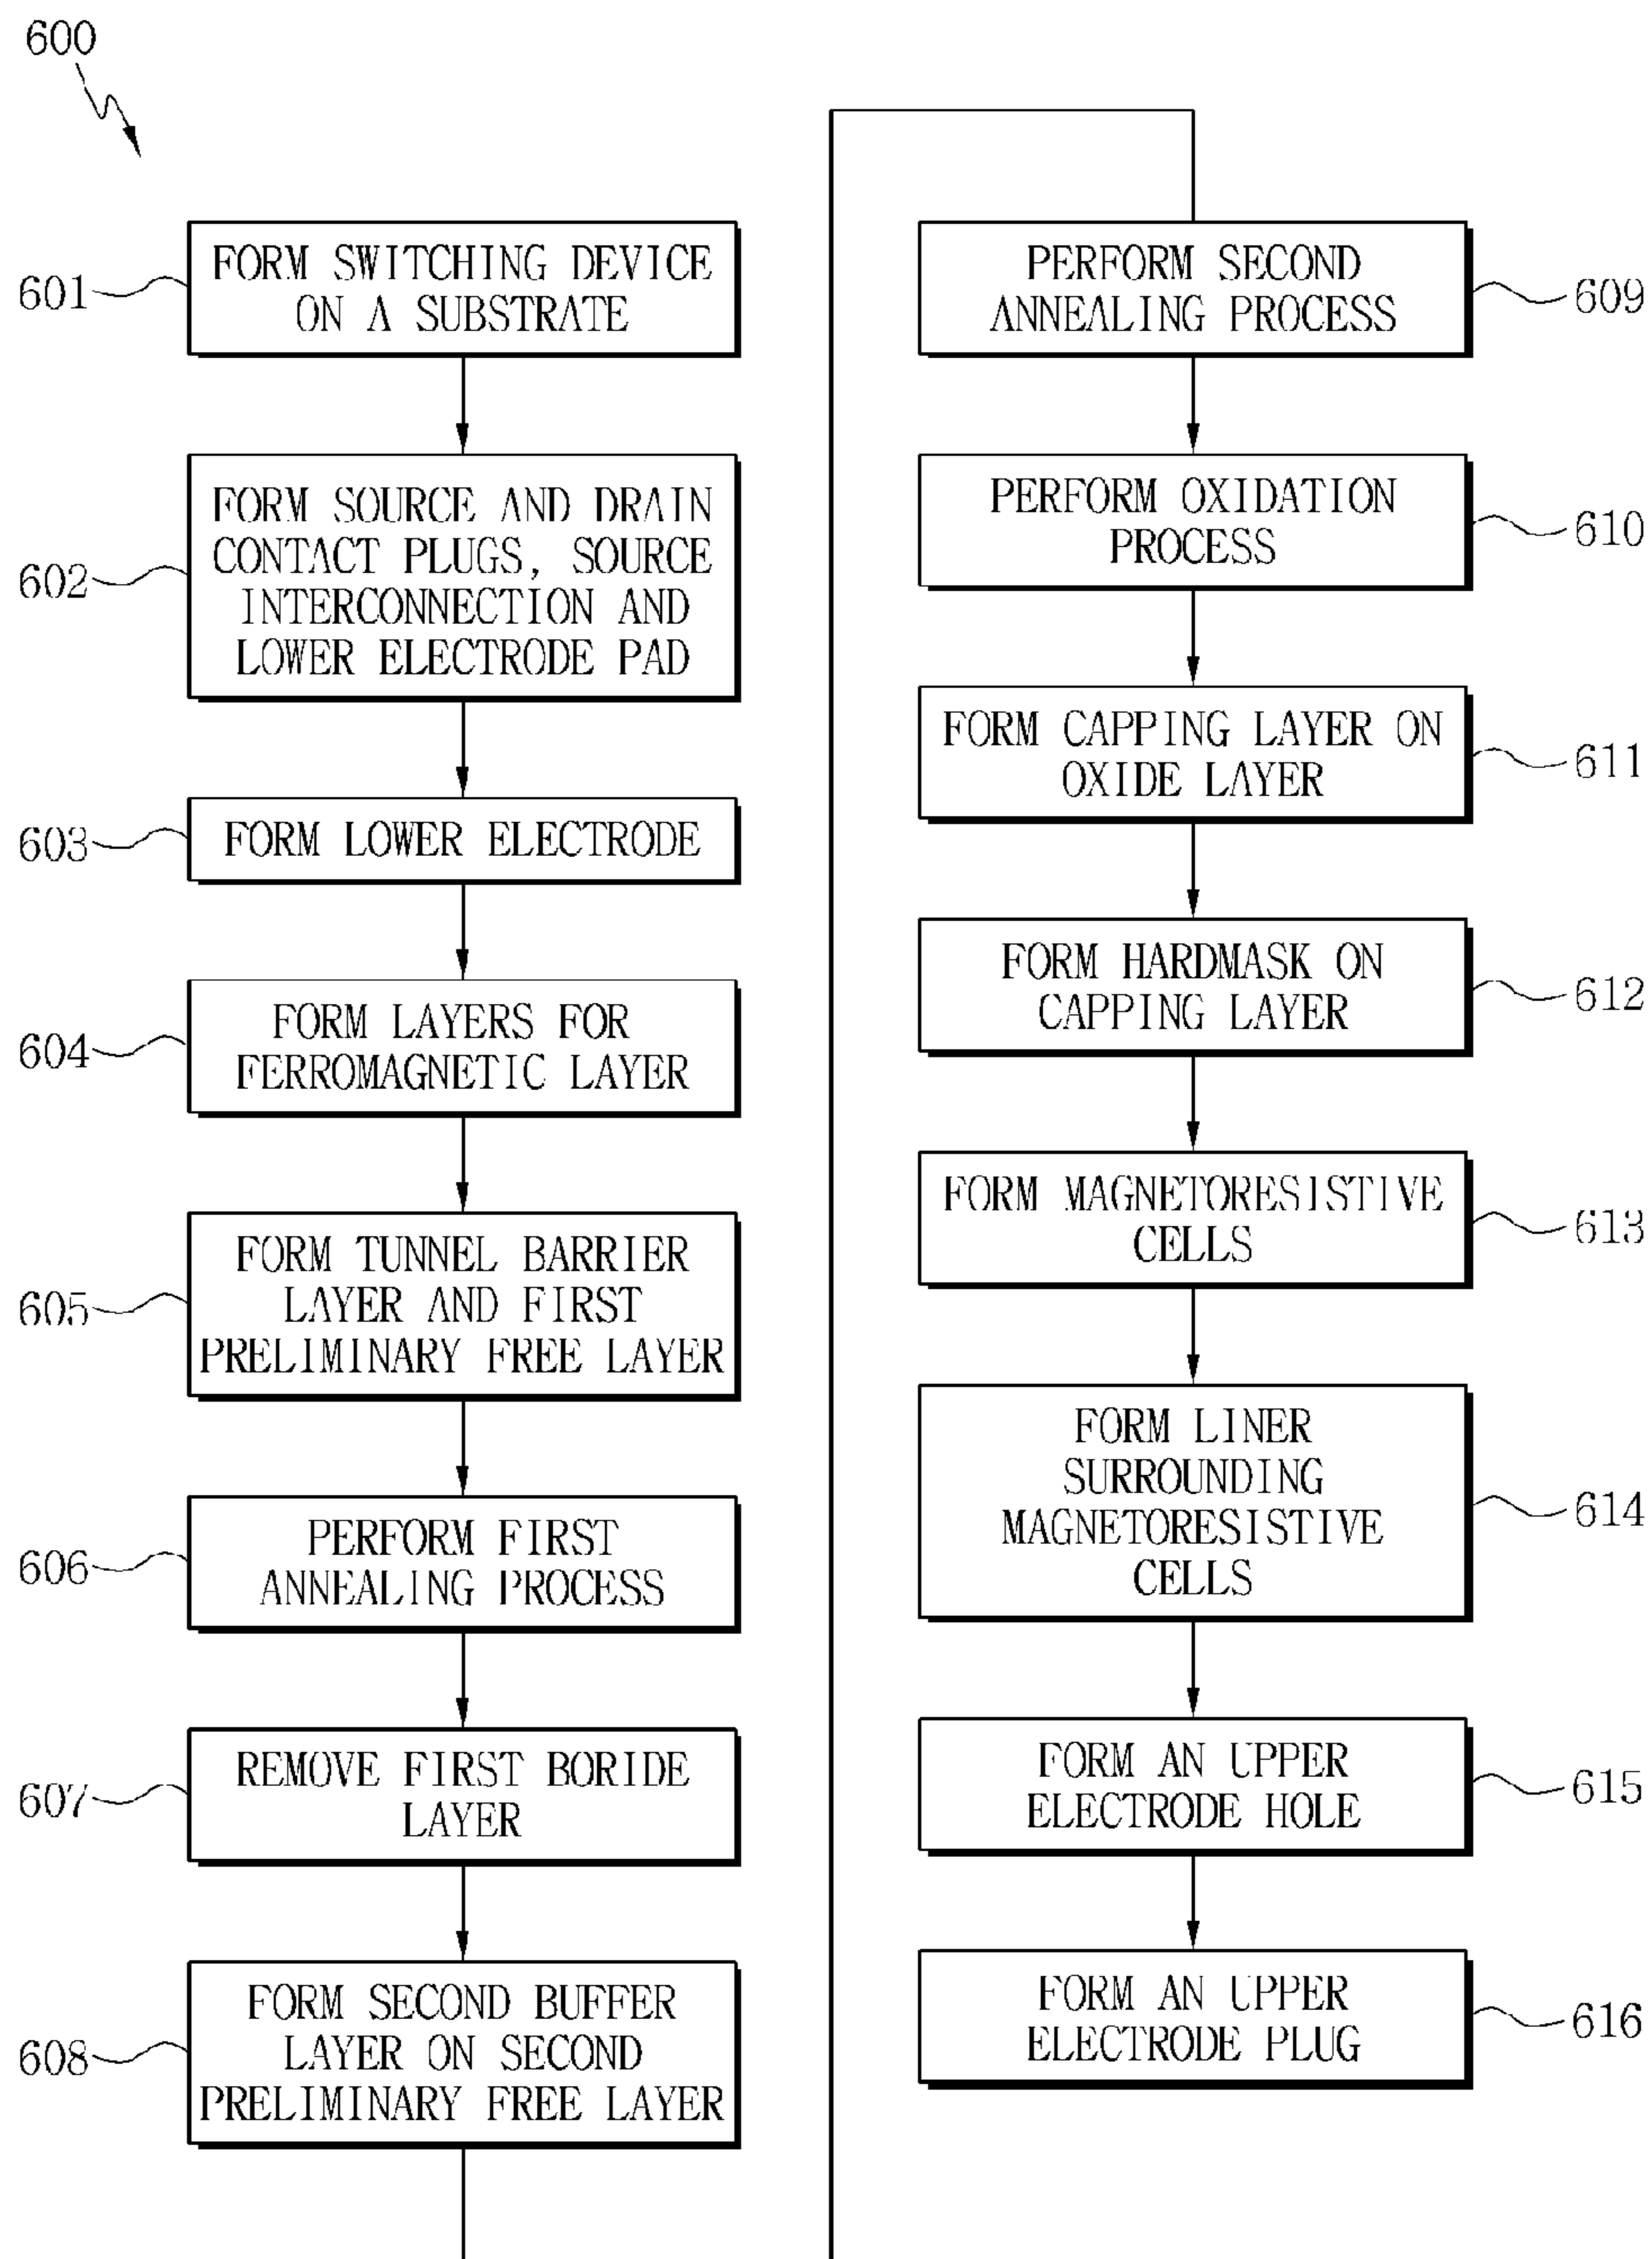 600
601
FORM SWITCHING DEVICE
ON A SUBSTRATE
602
FORM SOURCE AND DRAIN
CONTACT PLUGS, SOURCE
INTERCONNECTION AND
LOWER ELECTRODE PAD
603
FORM LOWER ELECTRODE
604
FORM LAYERS FOR
FERROMAGNETIC LAYER
605
FORM TUNNEL BARRIER
LAYER AND FIRST
PRELIMINARY FREE LAYER
606
PERFORM FIRST
ANNEALING PROCESS
607
REMOVE FIRST BORIDE
LAYER
608
FORM SECOND BUFFER
LAYER ON SECOND
PRELIMINARY FREE LAYER
PERFORM SECOND
ANNEALING PROCESS
609
PERFORM OXIDATION
PROCESS
610
FORM CAPPING LAYER ON
OXIDE LAYER
611
FORM HARDMASK ON
CAPPING LAYER
612
FORM MAGNETORESISTIVE
CELLS
613
FORM LINER
SURROUNDING
MAGNETORESISTIVE
CELLS
614
FORM AN UPPER
ELECTRODE HOLE
615
FORM AN UPPER
ELECTRODE PLUG
616